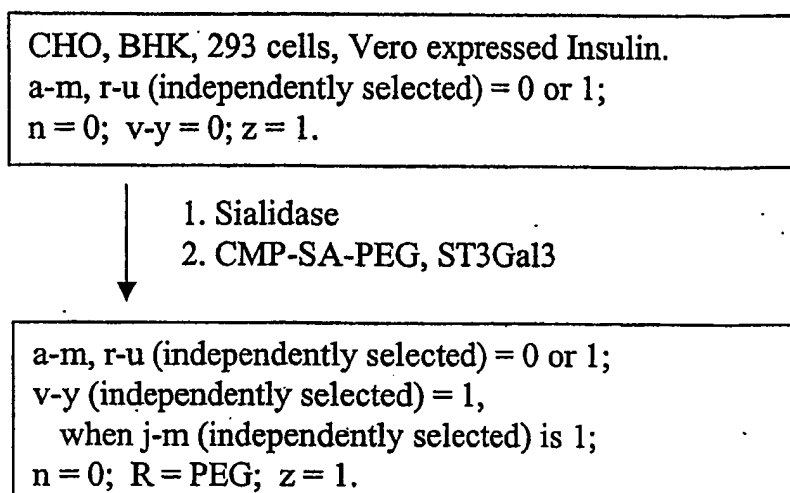 CHO, BHK, 293 cells, Vero expressed Insulin.
a-m, r-u (independently selected) = 0 or 1;
n = 0; v-y = 0; z = 1.
1. Sialidase
2. CMP-SA-PEG, ST3Gal3
a-m, r-u (independently selected) = 0 or 1;
v-y (independently selected) = 1,
when j-m (independently selected) is 1;
n = 0; R = PEG; z = 1.